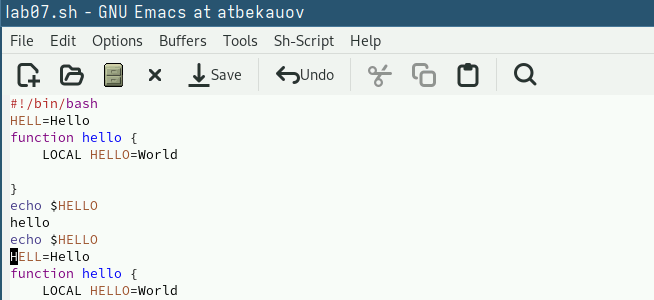 lab07.sh - GNU Emacs at atbekauov
File Edit Options Buffers Tools Sh-Script Help
Save Undo
#!/bin/bash
HELL=Hello
function hello {
    LOCAL HELLO=World
}
echo $HELLO
hello
echo $HELLO
HELL=Hello
function hello {
    LOCAL HELLO=World